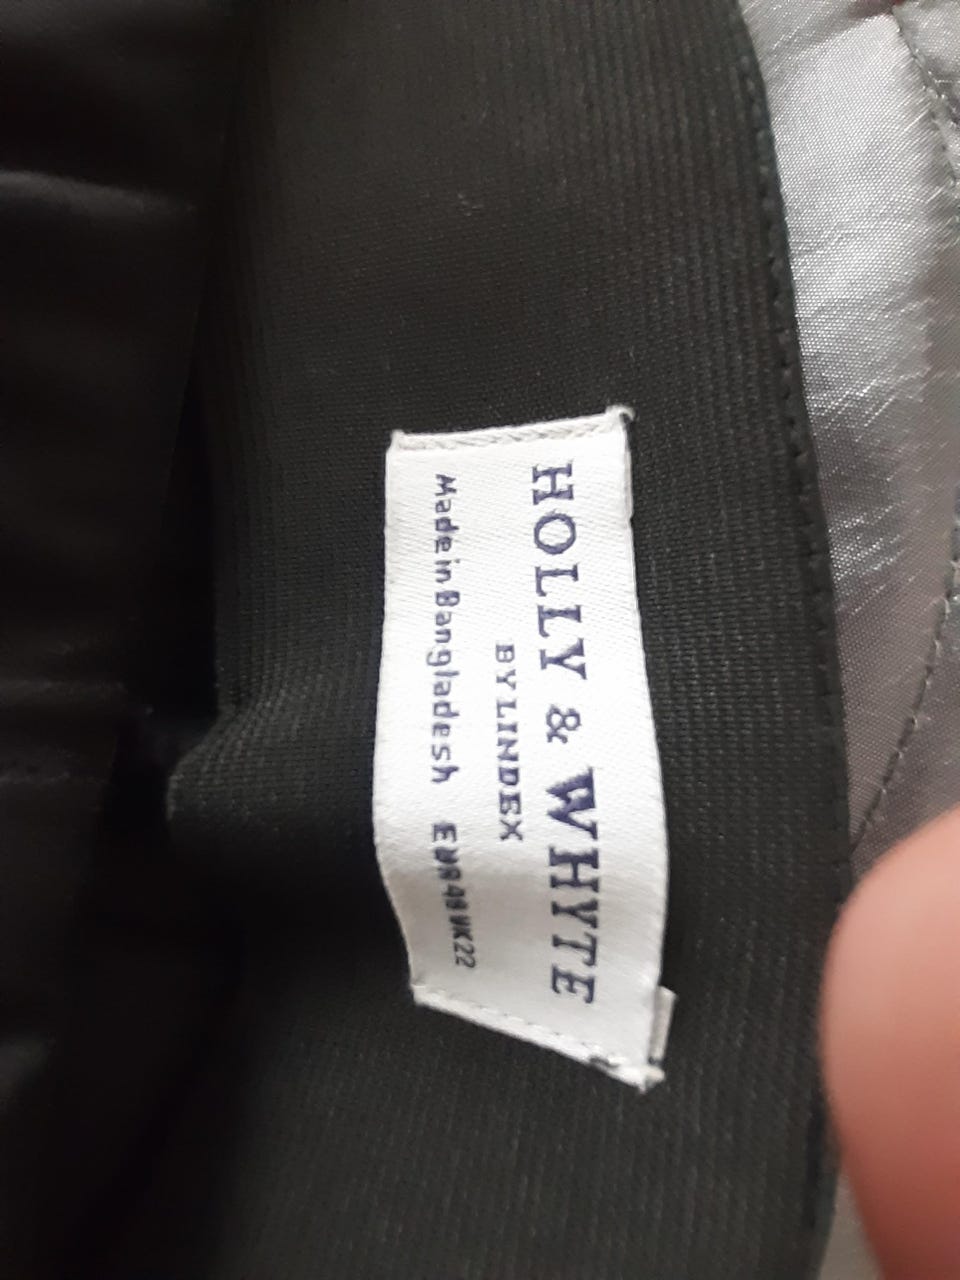 HOLLY & WHYTE
BY LINDEX
Made in Bangladesh EUR48 UK22